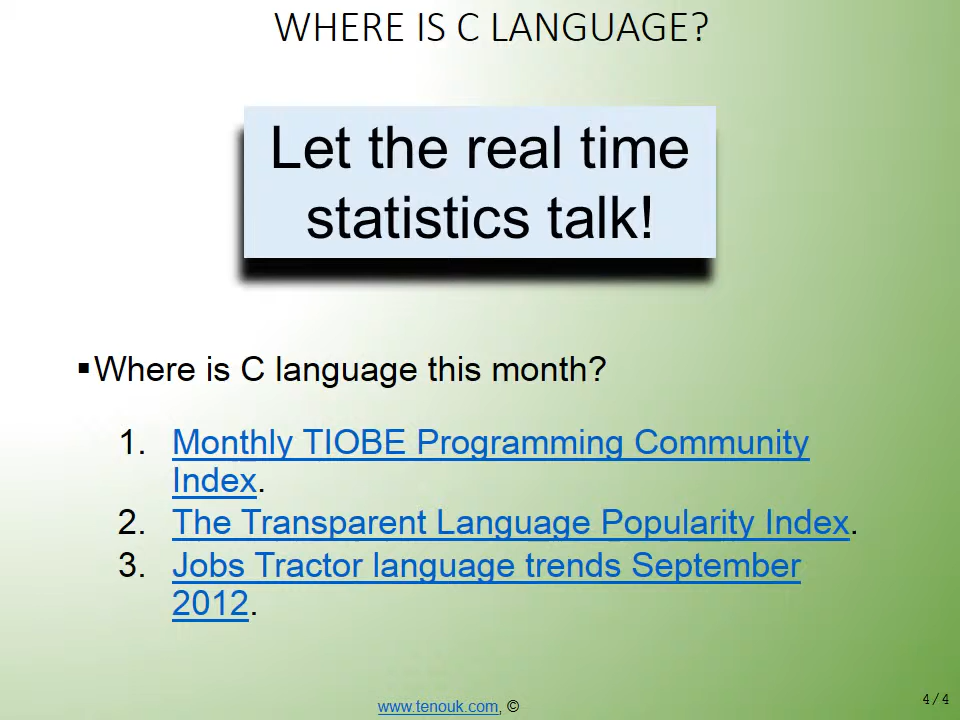 WHERE IS C LANGUAGE?
Let the real time
statistics talk!
▪Where is C language this month?
1. Monthly TIOBE Programming Community
Index.
2. The Transparent Language Popularity Index.
3. Jobs Tractor language trends September
2012.
www.tenouk.com, ©
4/4